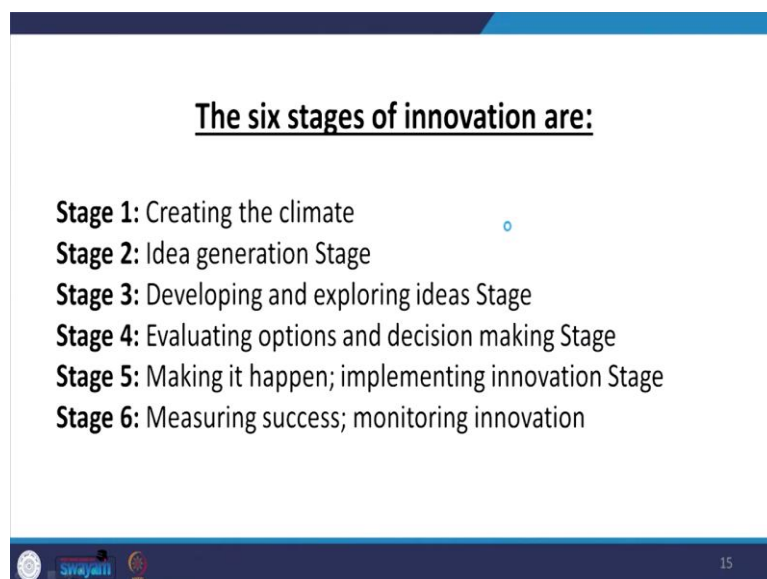 The six stages of innovation are:
Stage 1: Creating the climate
Stage 2: Idea generation Stage
Stage 3: Developing and exploring ideas Stage
Stage 4: Evaluating options and decision making Stage
Stage 5: Making it happen; implementing innovation Stage
Stage 6: Measuring success; monitoring innovation
swayam
15